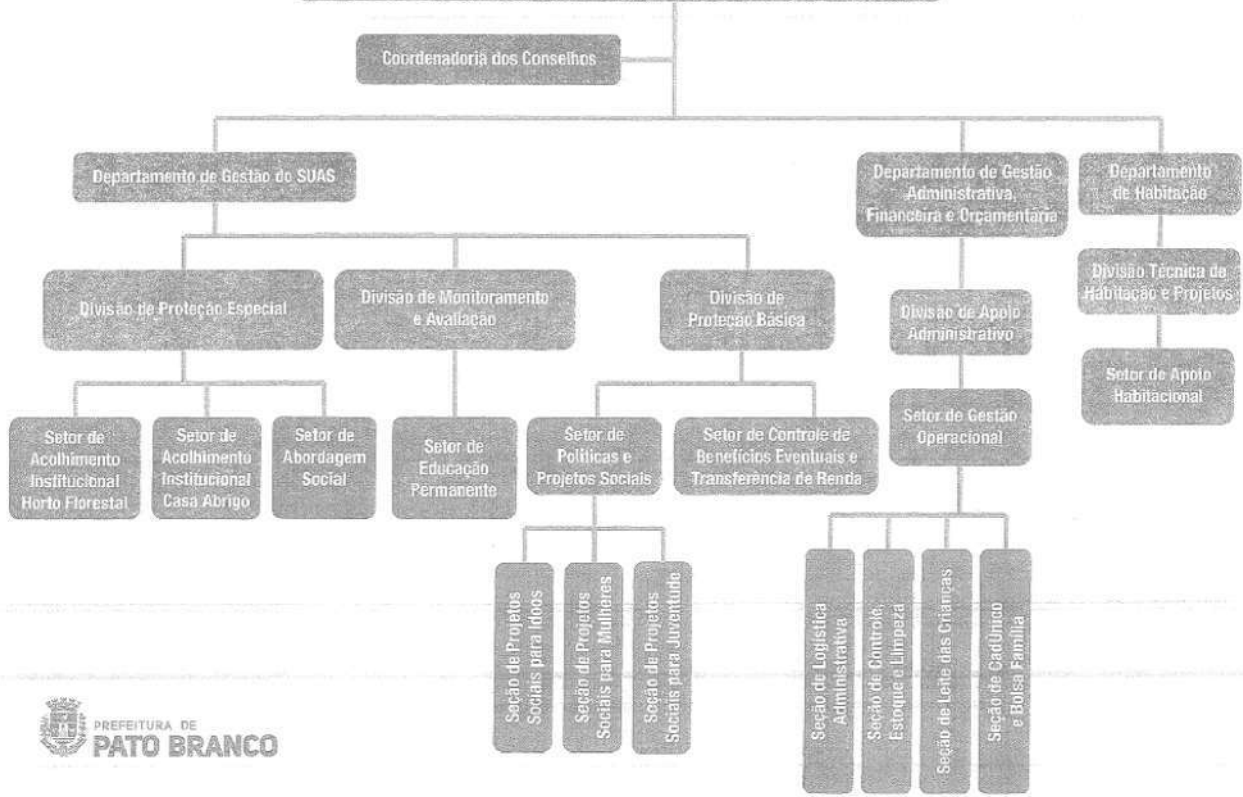 Coordenadoria dos Conselhos
Departamento de Gestão do SUAS
Departamento de Gestão
Administrativa,
Financeira e Orçamentária
Departamento
de Habitação
Divisão de Proteção Especial
Divisão de Monitoramento
e Avaliação
Divisão de
Proteção Básica
Divisão de Apoio
Administrativo
Divisão Técnica de
Habitação e Projetos
Setor de
Acolhimento
Institucional
Horto Florestal
Setor de
Acolhimento
Institucional
Casa Abrigo
Setor de
Abordagem
Social
Setor de
Educação
Permanente
Setor de
Políticas e
Projetos Sociais
Setor de Controle de
Benefícios Eventuais e
Transferência de Renda
Setor de Gestão
Operacional
Setor de Apoio
Habitacional
Seção de Projetos
Sociais para Idoos
Seção de Projetos
Sociais para Mulheres
Seção de Projetos
Sociais para Juventude
Seção de Logística
Administrativa
Seção de Controle,
Estoque e Limpeza
Seção de Leite das Crianças
Seção de CadÚnico
e Bolsa Família
PREFEITURA DE
PATO BRANCO